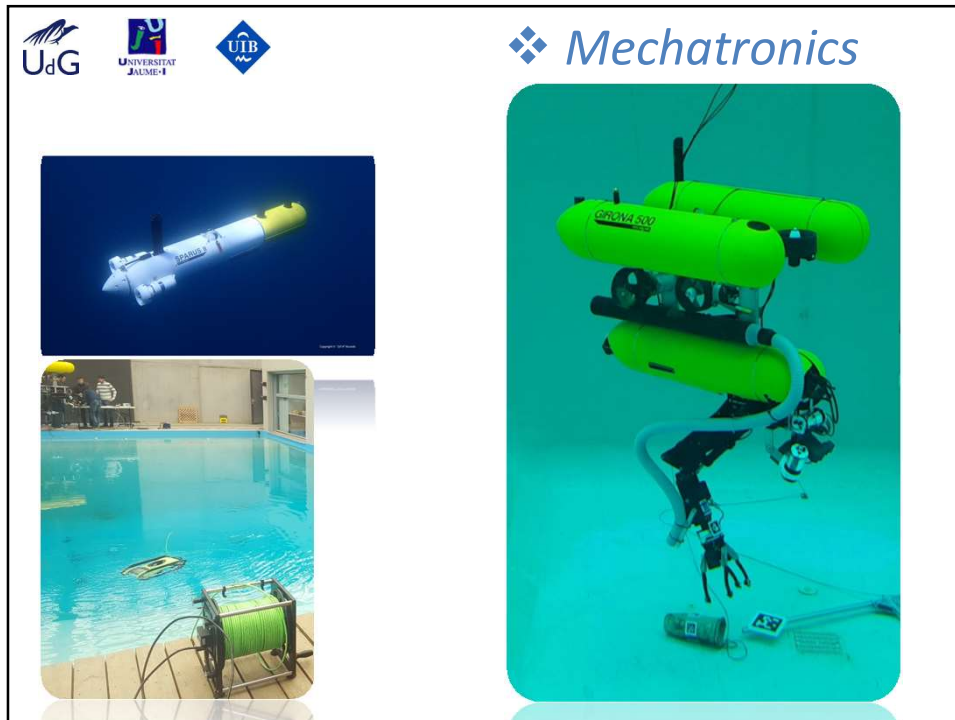 UdG
UNIVERSITAT
JAUME·I
UIB
❖ Mechatronics
SPARUS II
GIRONA 500